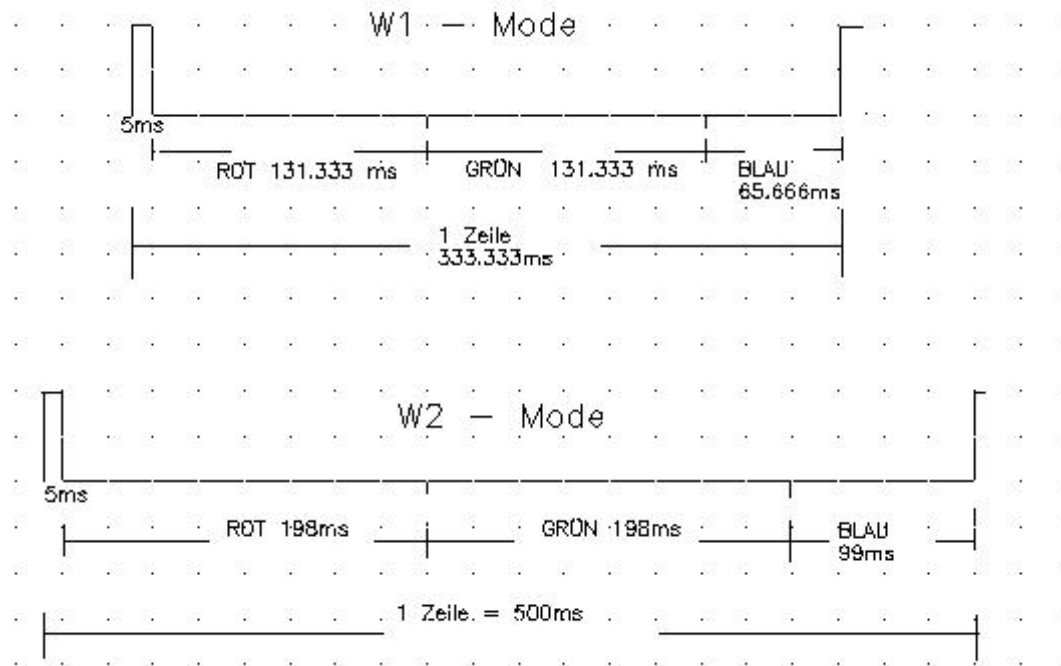 W1 — Mode
5ms
ROT 131.333 ms
GRÜN 131.333 ms
BLAU
65.666ms
1 Zeile
333.333ms
W2 — Mode
5ms
ROT 198ms
GRÜN 198ms
BLAU
99ms
1 Zeile. = 500ms